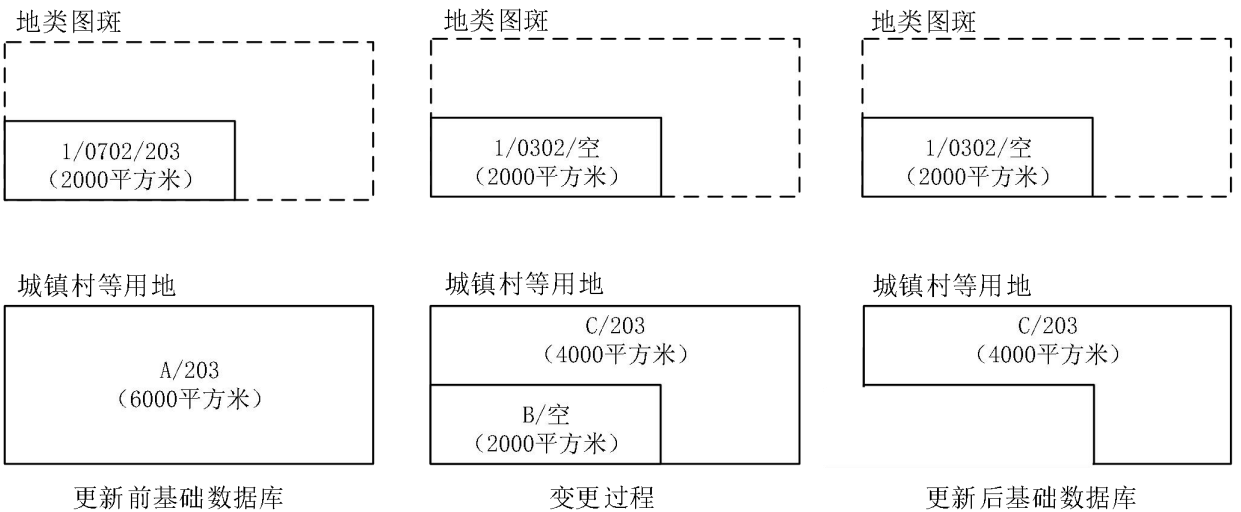 地类图斑
地类图斑
地类图斑
1/0702/203
（2000平方米）
1/0302/空
（2000平方米）
1/0302/空
（2000平方米）
城镇村等用地
城镇村等用地
城镇村等用地
A/203
（6000平方米）
C/203
（4000平方米）
B/空
（2000平方米）
C/203
（4000平方米）
更新前基础数据库
变更过程
更新后基础数据库